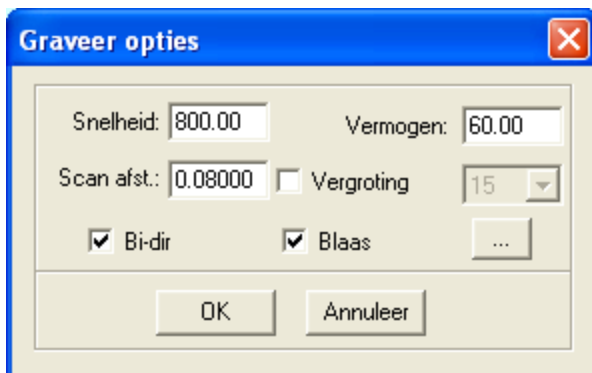 Graveer opties
Snelheid: 800.00 Vermogen: 60.00
Scan afst.: 0.08000 Vergroting 15
Bi-dir Blaas ...
OK Annuleer